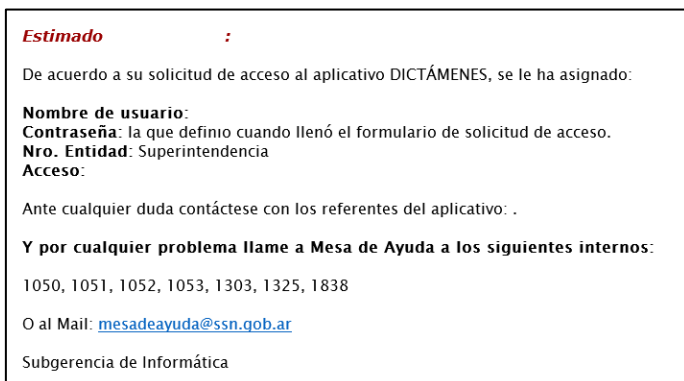 Estimado :
De acuerdo a su solicitud de acceso al aplicativo DICTÁMENES, se le ha asignado:
Nombre de usuario:
Contraseña: la que definio cuando llenó el formulario de solicitud de acceso.
Nro. Entidad: Superintendencia
Acceso:
Ante cualquier duda contáctese con los referentes del aplicativo: .
Y por cualquier problema llame a Mesa de Ayuda a los siguientes internos:
1050, 1051, 1052, 1053, 1303, 1325, 1838
O al Mail: mesadeayuda@ssn.gob.ar
Subgerencia de Informática